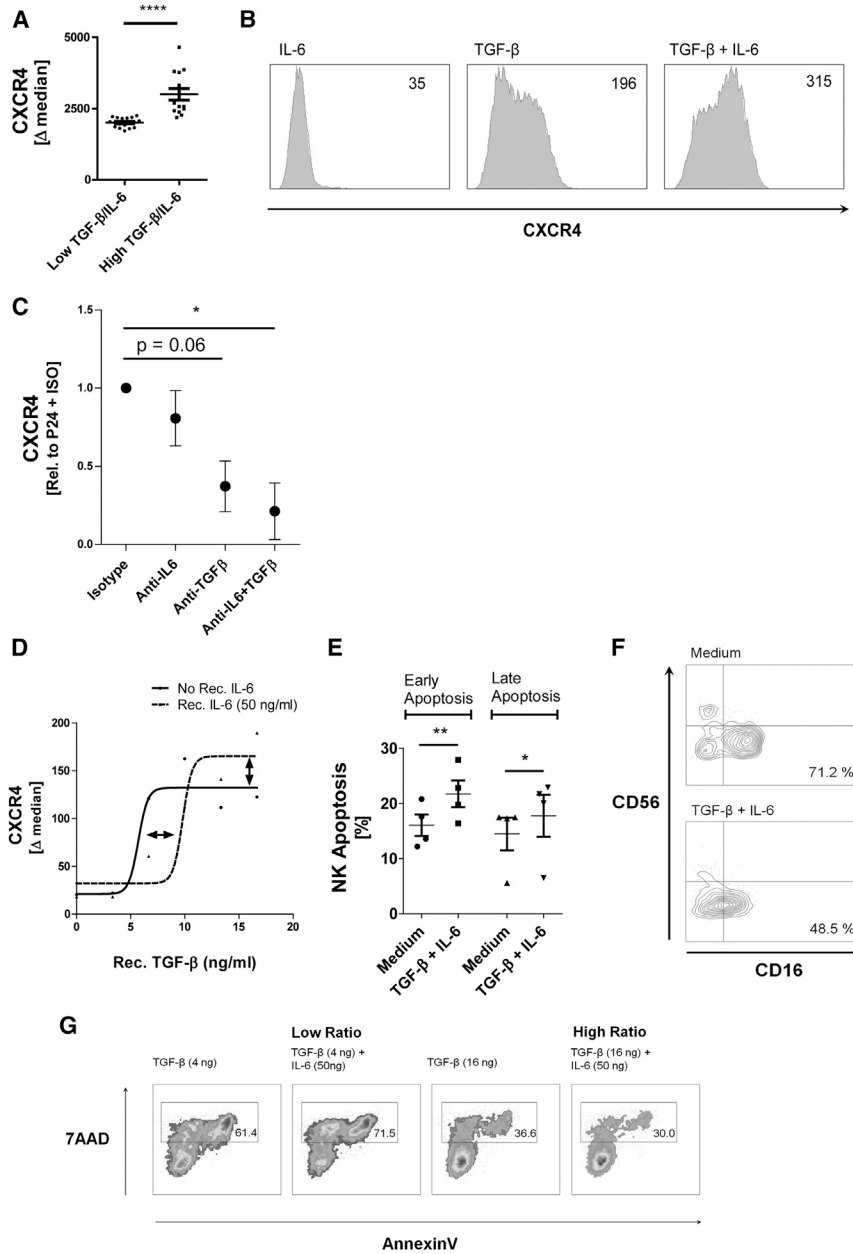 A
****
CXCR4
[Δ median]
5000
2500
0
Low TGF-β/IL-6
High TGF-β/IL-6
B
IL-6
35
TGF-β
196
TGF-β + IL-6
315
CXCR4
C
CXCR4
[Rel. to P24 + ISO]
1.5
1.0
0.5
0.0
*
p = 0.06
Isotype
Anti-IL6
Anti-TGFβ
Anti-IL6+TGFβ
D
No Rec. IL-6
Rec. IL-6 (50 ng/ml)
CXCR4
[Δ median]
200
150
100
50
0
0
5
10
15
20
Rec. TGF-β (ng/ml)
E
Early
Apoptosis
Late
Apoptosis
**
*
NK Apoptosis
[%]
30
20
10
0
Medium
TGF-β + IL-6
Medium
TGF-β + IL-6
F
Medium
71.2 %
CD56
TGF-β + IL-6
48.5 %
CD16
G
Low Ratio
High Ratio
TGF-β (4 ng)
TGF-β (4 ng) +
IL-6 (50ng)
TGF-β (16 ng)
TGF-β (16 ng) +
IL-6 (50 ng)
7AAD
61.4
71.5
36.6
30.0
AnnexinV